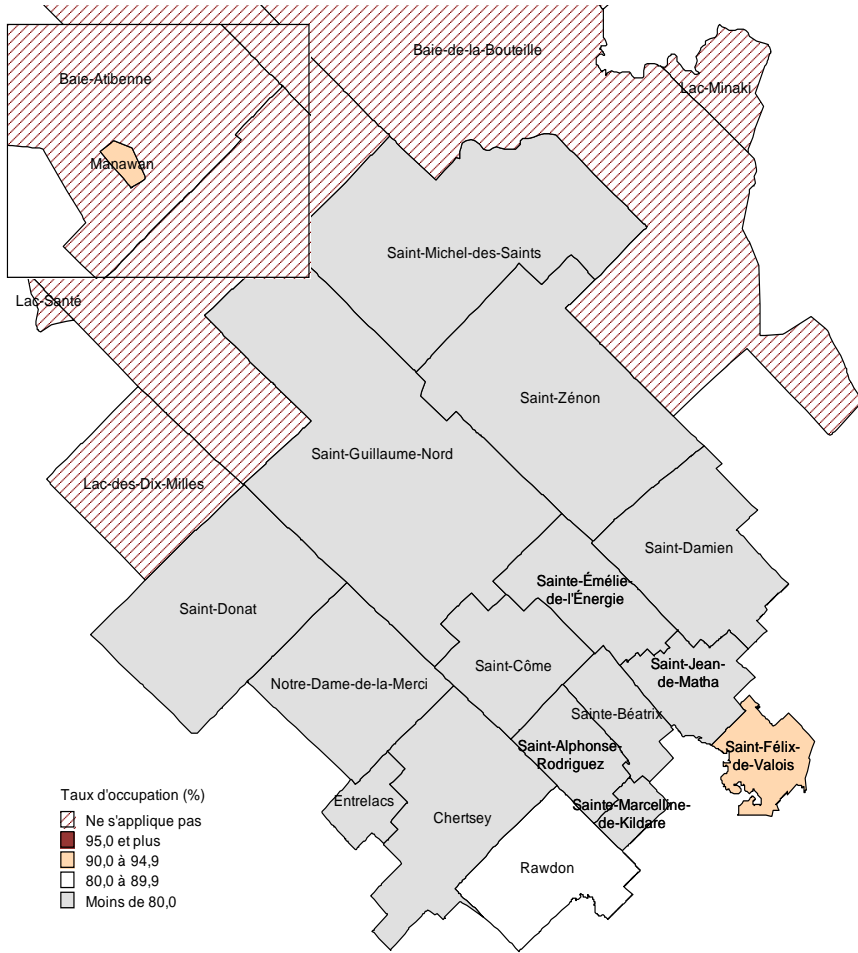 Baie-de-la-Bouteille
Baie-Atibenne
Lac-Minaki
Manawan
Saint-Michel-des-Saints
Lac-Santé
Saint-Zénon
Saint-Guillaume-Nord
Lac-des-Dix-Milles
Saint-Damien
Sainte-Émélie-
de-l'Énergie
Saint-Donat
Saint-Côme
Saint-Jean-
de-Matha
Notre-Dame-de-la-Merci
Sainte-Béatrix
Saint-Alphonse-
Rodriguez
Saint-Félix-
de-Valois
Entrelacs
Chertsey
Sainte-Marcelline-
de-Kildare
Rawdon
Taux d'occupation (%)
Ne s'applique pas
95,0 et plus
90,0 à 94,9
80,0 à 89,9
Moins de 80,0